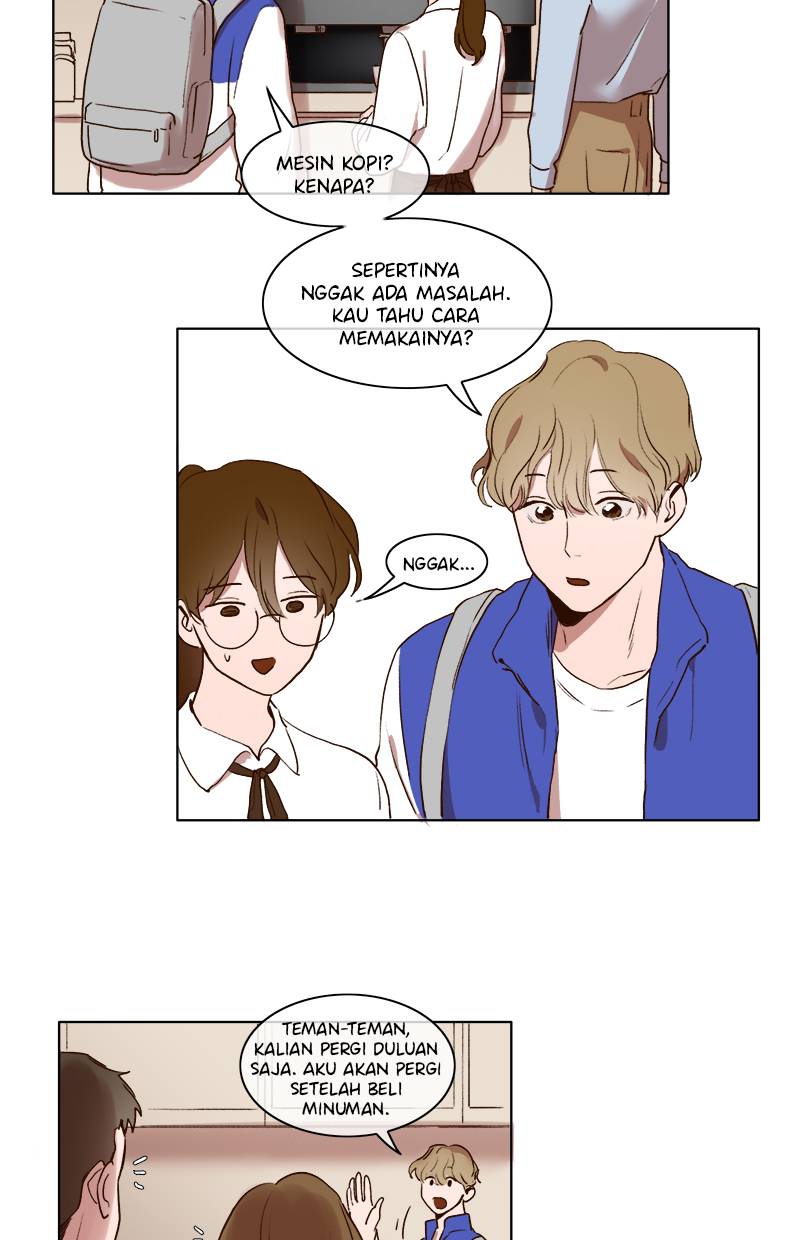 MESIN KOPI?
KENAPA?
SEPERTINYA
NGGAK ADA MASALAH.
KAU TAHU CARA
MEMAKAINYA?
NGGAK...
TEMAN-TEMAN,
KALIAN PERGI DULUAN
SAJA. AKU AKAN PERGI
SETELAH BELI
MINUMAN.